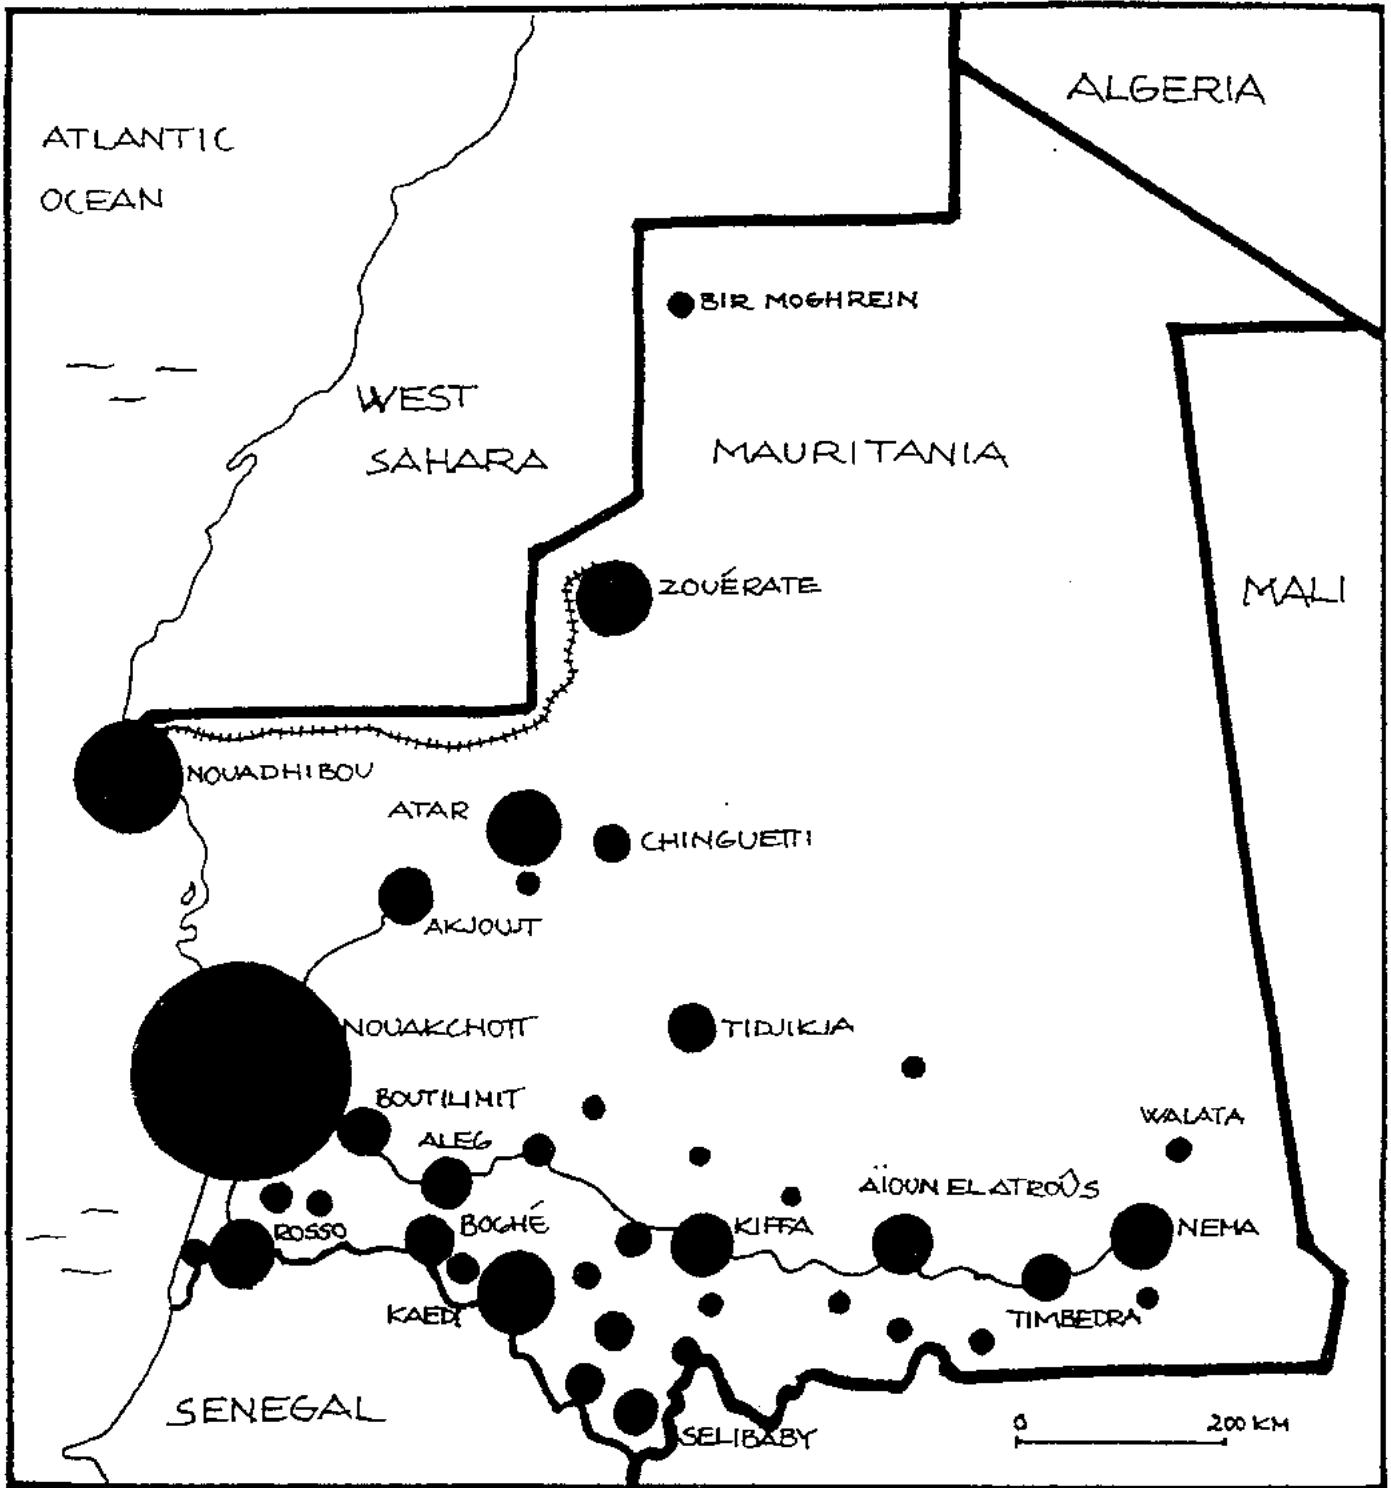 ALGERIA
ATLANTIC
OCEAN
BIR MOGHREIN
WEST
SAHARA
MAURITANIA
ZOUÉRATE
MALI
NOUADHIBOU
ATAR
CHINGUETTI
AKJOUJT
NOUAKCHOTT
TIDJIKJA
BOUTILIMIT
WALATA
ALEG
AÏOUN EL ATROÛS
BOGHÉ
KIFFA
NEMA
ROSSO
KAEDI
TIMBEDRA
SENEGAL
0 200 KM
SELIBABY